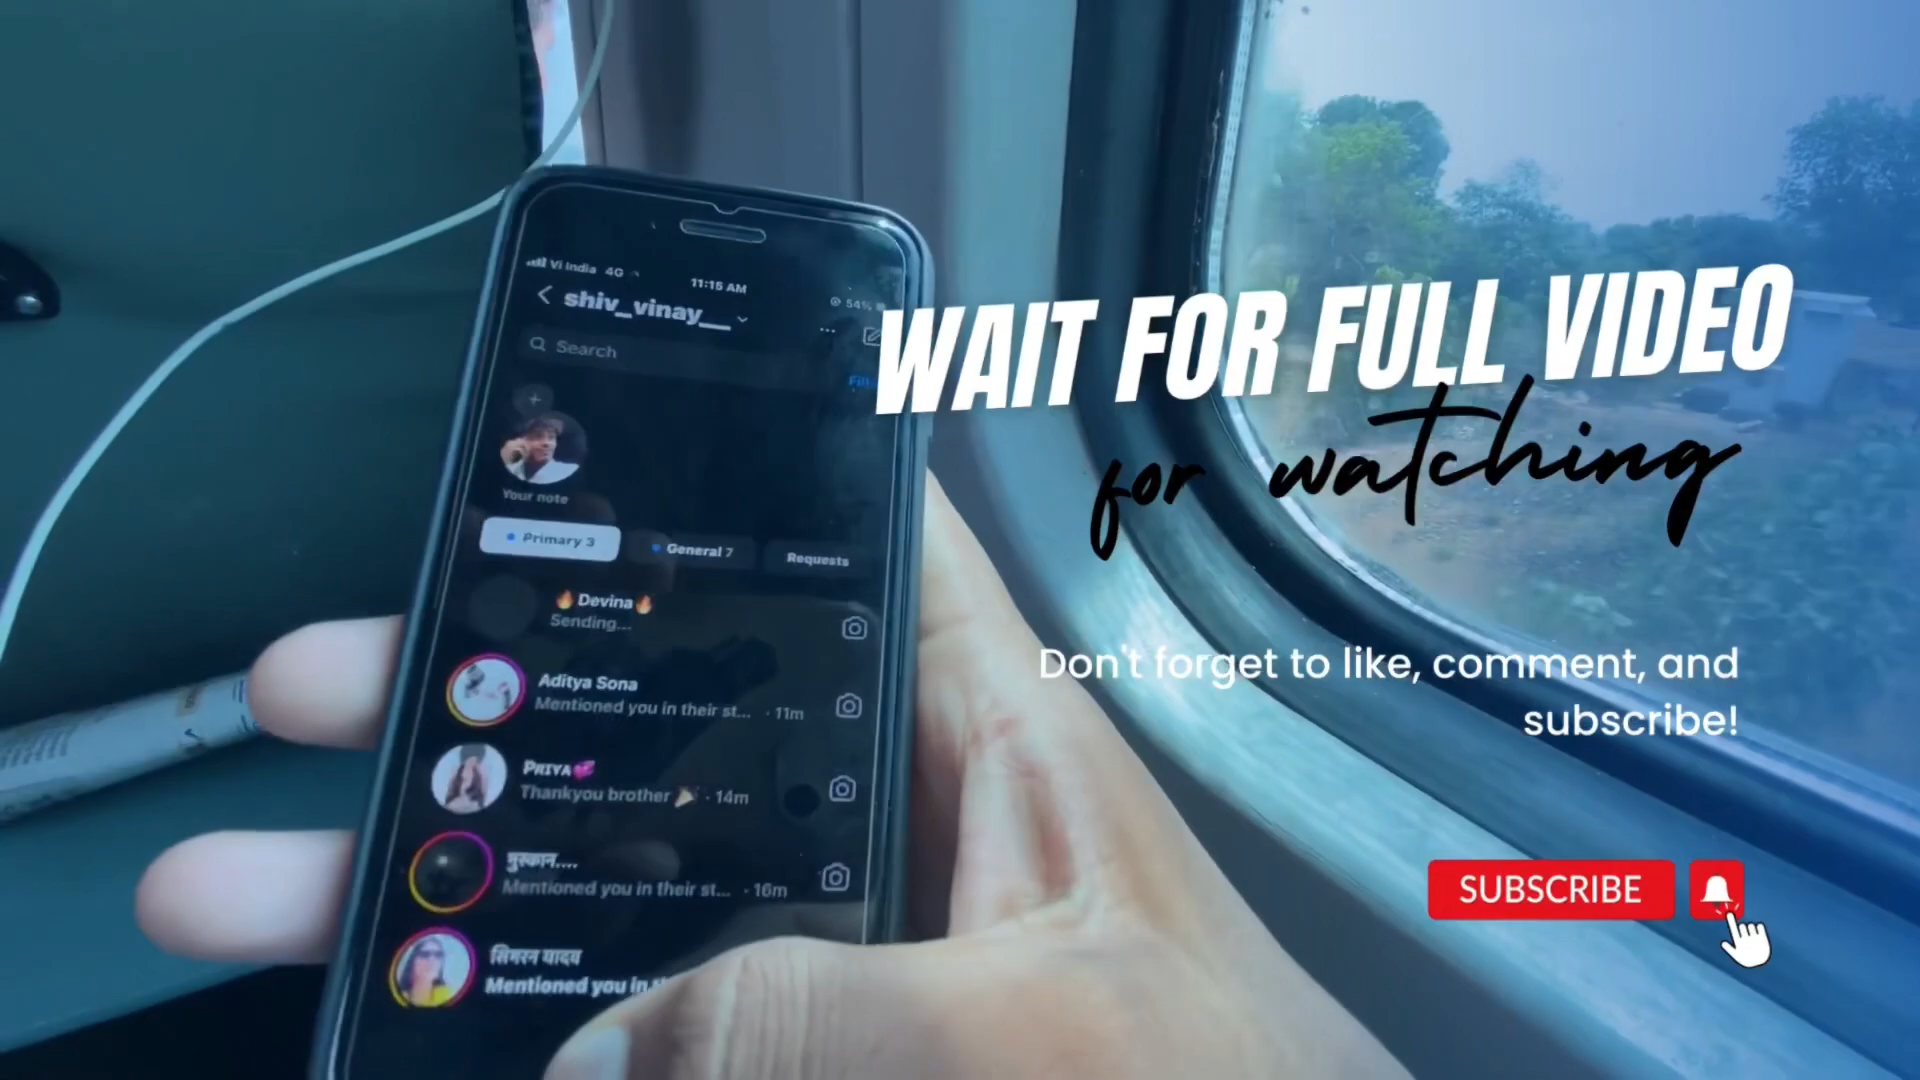 Vi India 4G
11:15 AM
54%
shiv_vinay__
Search
Your note
Primary 3
General 7
Requests
🔥Devina🔥
Sending...
Aditya Sona
Mentioned you in their st... · 11m
PRIYA💞
Thankyou brother 🎉 · 14m
मुस्कान....
Mentioned you in their st... · 16m
सिमरन यादव
Mentioned you in
WAIT FOR FULL VIDEO
for watching
Don't forget to like, comment, and
subscribe!
SUBSCRIBE